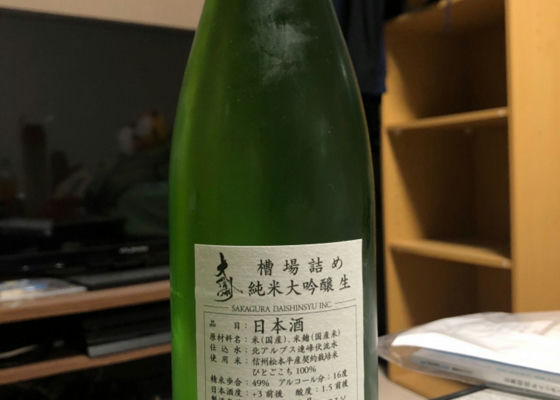 槽場詰め
純米大吟醸 生
SAKAGURA DAISHINSYU INC.
品目:日本酒
原材料名:米(国産)、米麹(国産米)
仕込水:北アルプス連峰伏流水
使用米:信州松本平産契約栽培米
ひとごこち 100%
精米歩合:49% アルコール分:16度
日本酒度:+3前後 酸度:1.5前後